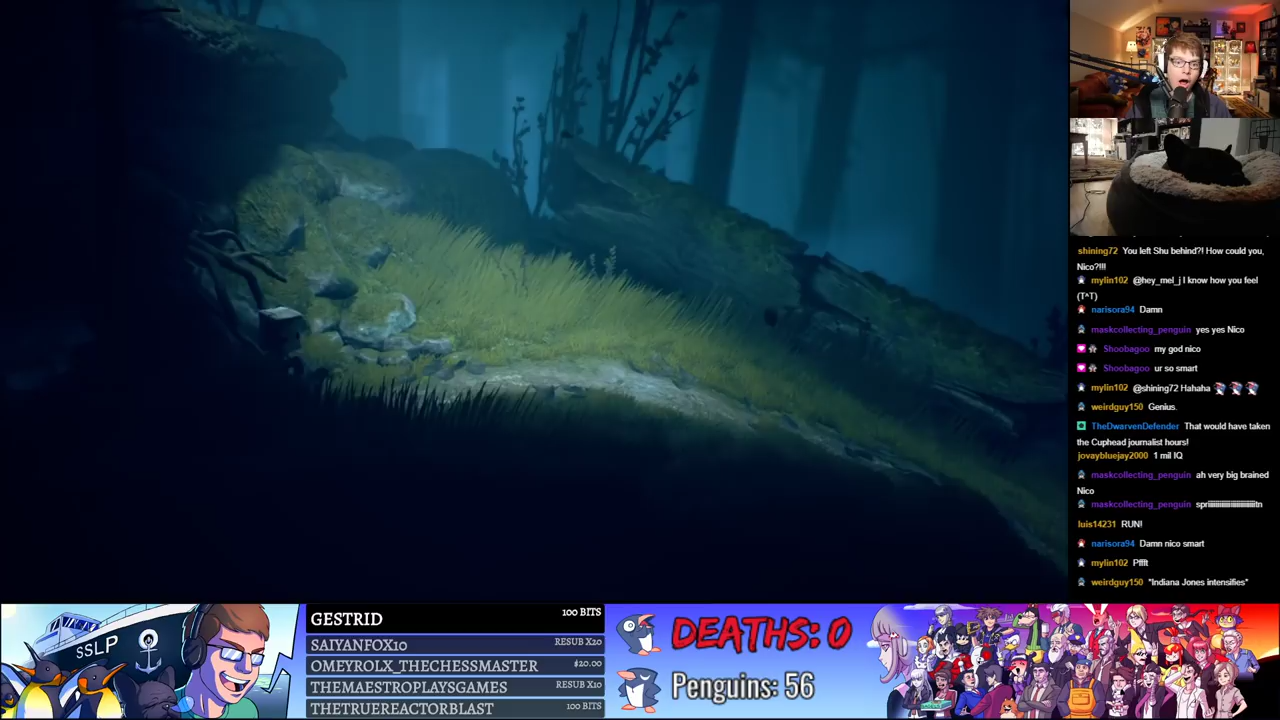 shining72 You left Shu behind?! How could you,
Nico?!!!
mylin102 @hey_mel_j I know how you feel
(T^T)
narisora94 Damn
maskcollecting_penguin yes yes Nico
Shoobagoo my god nico
Shoobagoo ur so smart
mylin102 @shining72 Hahaha
weirdguy150 Genius.
TheDwarvenDefender That would have taken
the Cuphead journalist hours!
jovaybluejay2000 1 mil IQ
maskcollecting_penguin ah very big brained
Nico
maskcollecting_penguin
luis14231 RUN!
narisora94 Damn nico smart
mylin102 Pffft
weirdguy150 *Indiana Jones intensifies*
SSLP
GESTRID 100 BITS
SAIYANFOX10 RESUB X20
OMEYROLX_THECHESSMASTER $20.00
THEMAESTROPLAYSGAMES RESUB X10
THETRUEREACTORBLAST 100 BITS
DEATHS: 0
Penguins: 56